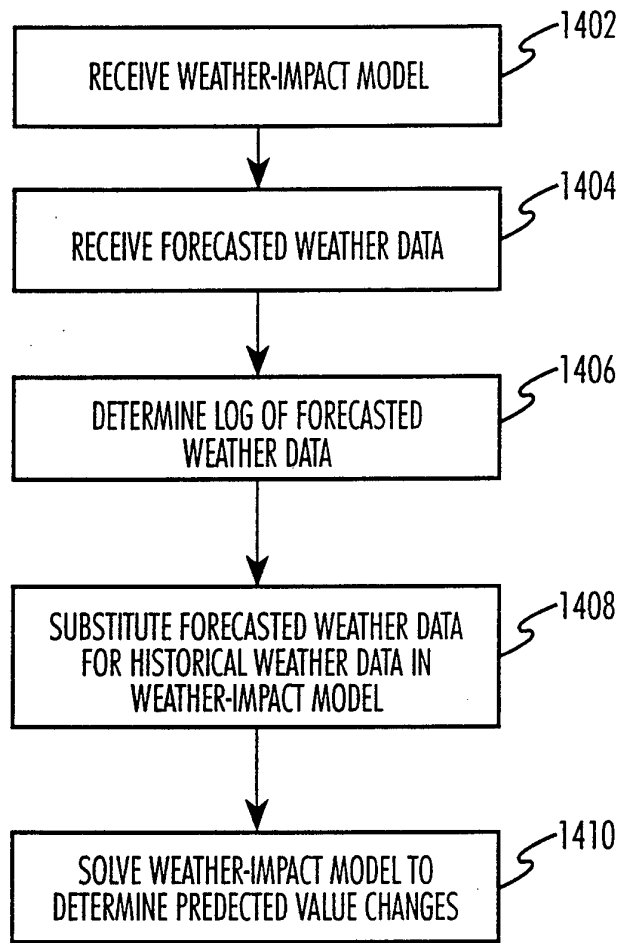 1402
RECEIVE WEATHER-IMPACT MODEL
1404
RECEIVE FORECASTED WEATHER DATA
1406
DETERMINE LOG OF FORECASTED
WEATHER DATA
1408
SUBSTITUTE FORECASTED WEATHER DATA
FOR HISTORICAL WEATHER DATA IN
WEATHER-IMPACT MODEL
1410
SOLVE WEATHER-IMPACT MODEL TO
DETERMINE PREDECTED VALUE CHANGES